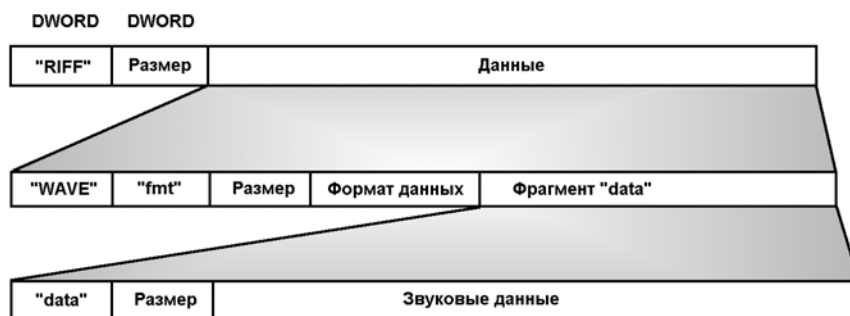 DWORD DWORD
"RIFF" Размер Данные
"WAVE" "fmt" Размер Формат данных Фрагмент "data"
"data" Размер Звуковые данные